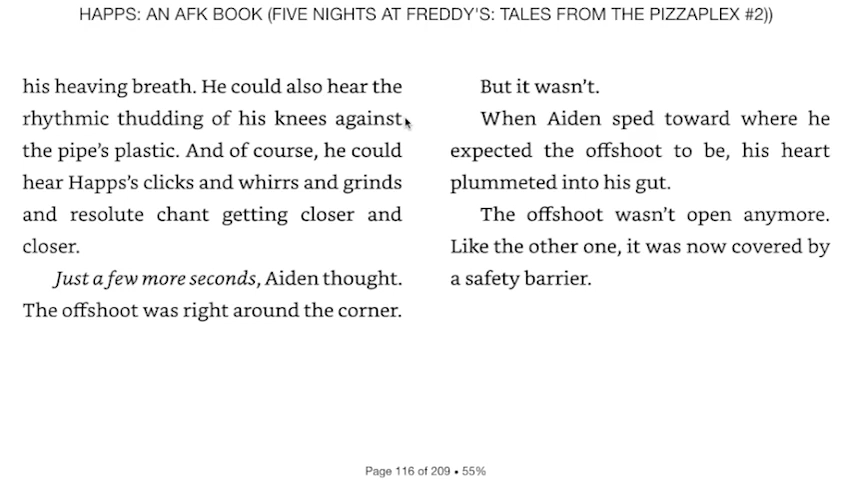 HAPPS: AN AFK BOOK (FIVE NIGHTS AT FREDDY'S: TALES FROM THE PIZZAPLEX #2))
his heaving breath. He could also hear the
rhythmic thudding of his knees against
the pipe’s plastic. And of course, he could
hear Happs’s clicks and whirrs and grinds
and resolute chant getting closer and
closer.
Just a few more seconds, Aiden thought.
The offshoot was right around the corner.
But it wasn’t.
When Aiden sped toward where he
expected the offshoot to be, his heart
plummeted into his gut.
The offshoot wasn’t open anymore.
Like the other one, it was now covered by
a safety barrier.
Page 116 of 209 • 55%